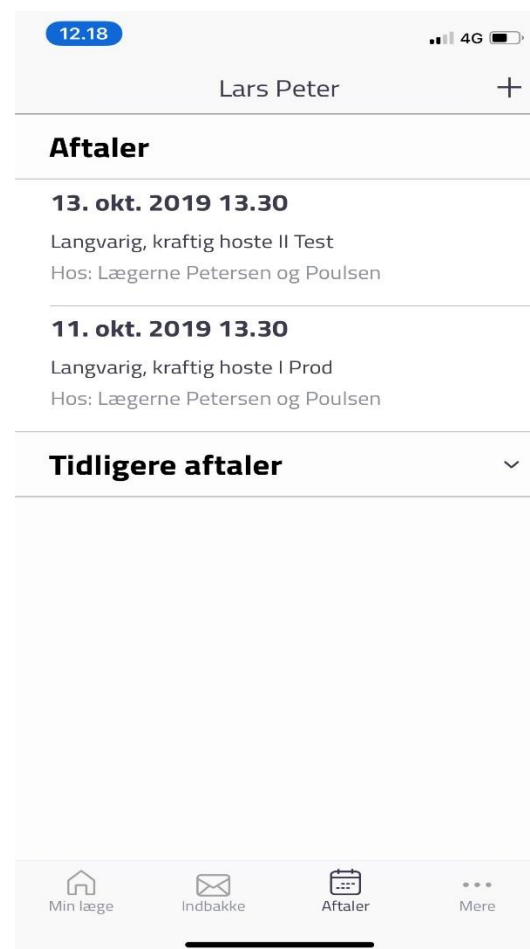 12.18
4G
Lars Peter
Aftaler
13. okt. 2019 13.30
Langvarig, kraftig hoste II Test
Hos: Lægerne Petersen og Poulsen
11. okt. 2019 13.30
Langvarig, kraftig hoste I Prod
Hos: Lægerne Petersen og Poulsen
Tidligere aftaler
Min læge Indbakke Aftaler Mere